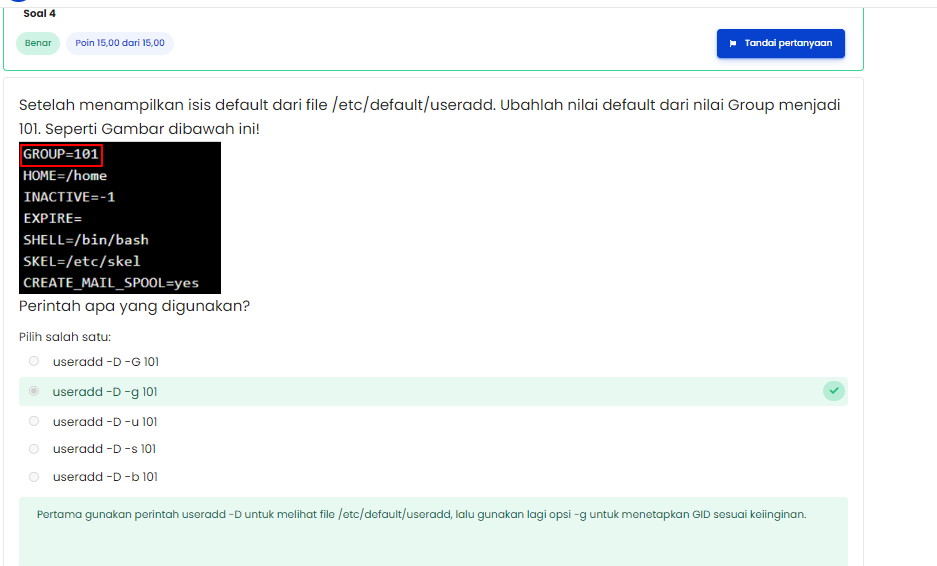 Soal 4
Benar
Poin 15,00 dari 15,00
Tandai pertanyaan
Setelah menampilkan isis default dari file /etc/default/useradd. Ubahlah nilai default dari nilai Group menjadi
101. Seperti Gambar dibawah ini!
GROUP=101
HOME=/home
INACTIVE=-1
EXPIRE=
SHELL=/bin/bash
SKEL=/etc/skel
CREATE_MAIL_SPOOL=yes
Perintah apa yang digunakan?
Pilih salah satu:
useradd -D -G 101
useradd -D -g 101
useradd -D -u 101
useradd -D -s 101
useradd -D -b 101
Pertama gunakan perintah useradd -D untuk melihat file /etc/default/useradd, lalu gunakan lagi opsi -g untuk menetapkan GID sesuai keiinginan.